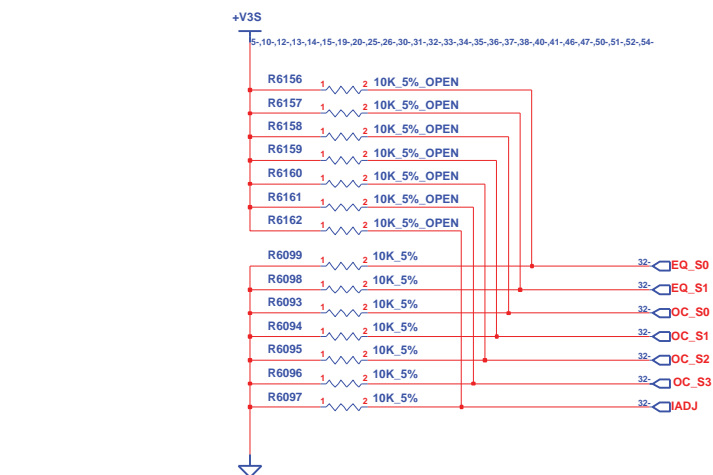 +V3S
5-,10-,12-,13-,14-,15-,19-,20-,25-,26-,30-,31-,32-,33-,34-,35-,36-,37-,38-,40-,41-,46-,47-,50-,51-,52-,54-
R6156 1 2 10K_5%_OPEN
R6157 1 2 10K_5%_OPEN
R6158 1 2 10K_5%_OPEN
R6159 1 2 10K_5%_OPEN
R6160 1 2 10K_5%_OPEN
R6161 1 2 10K_5%_OPEN
R6162 1 2 10K_5%_OPEN
R6099 1 2 10K_5% 32- EQ_S0
R6098 1 2 10K_5% 32- EQ_S1
R6093 1 2 10K_5% 32- OC_S0
R6094 1 2 10K_5% 32- OC_S1
R6095 1 2 10K_5% 32- OC_S2
R6096 1 2 10K_5% 32- OC_S3
R6097 1 2 10K_5% 32- IADJ